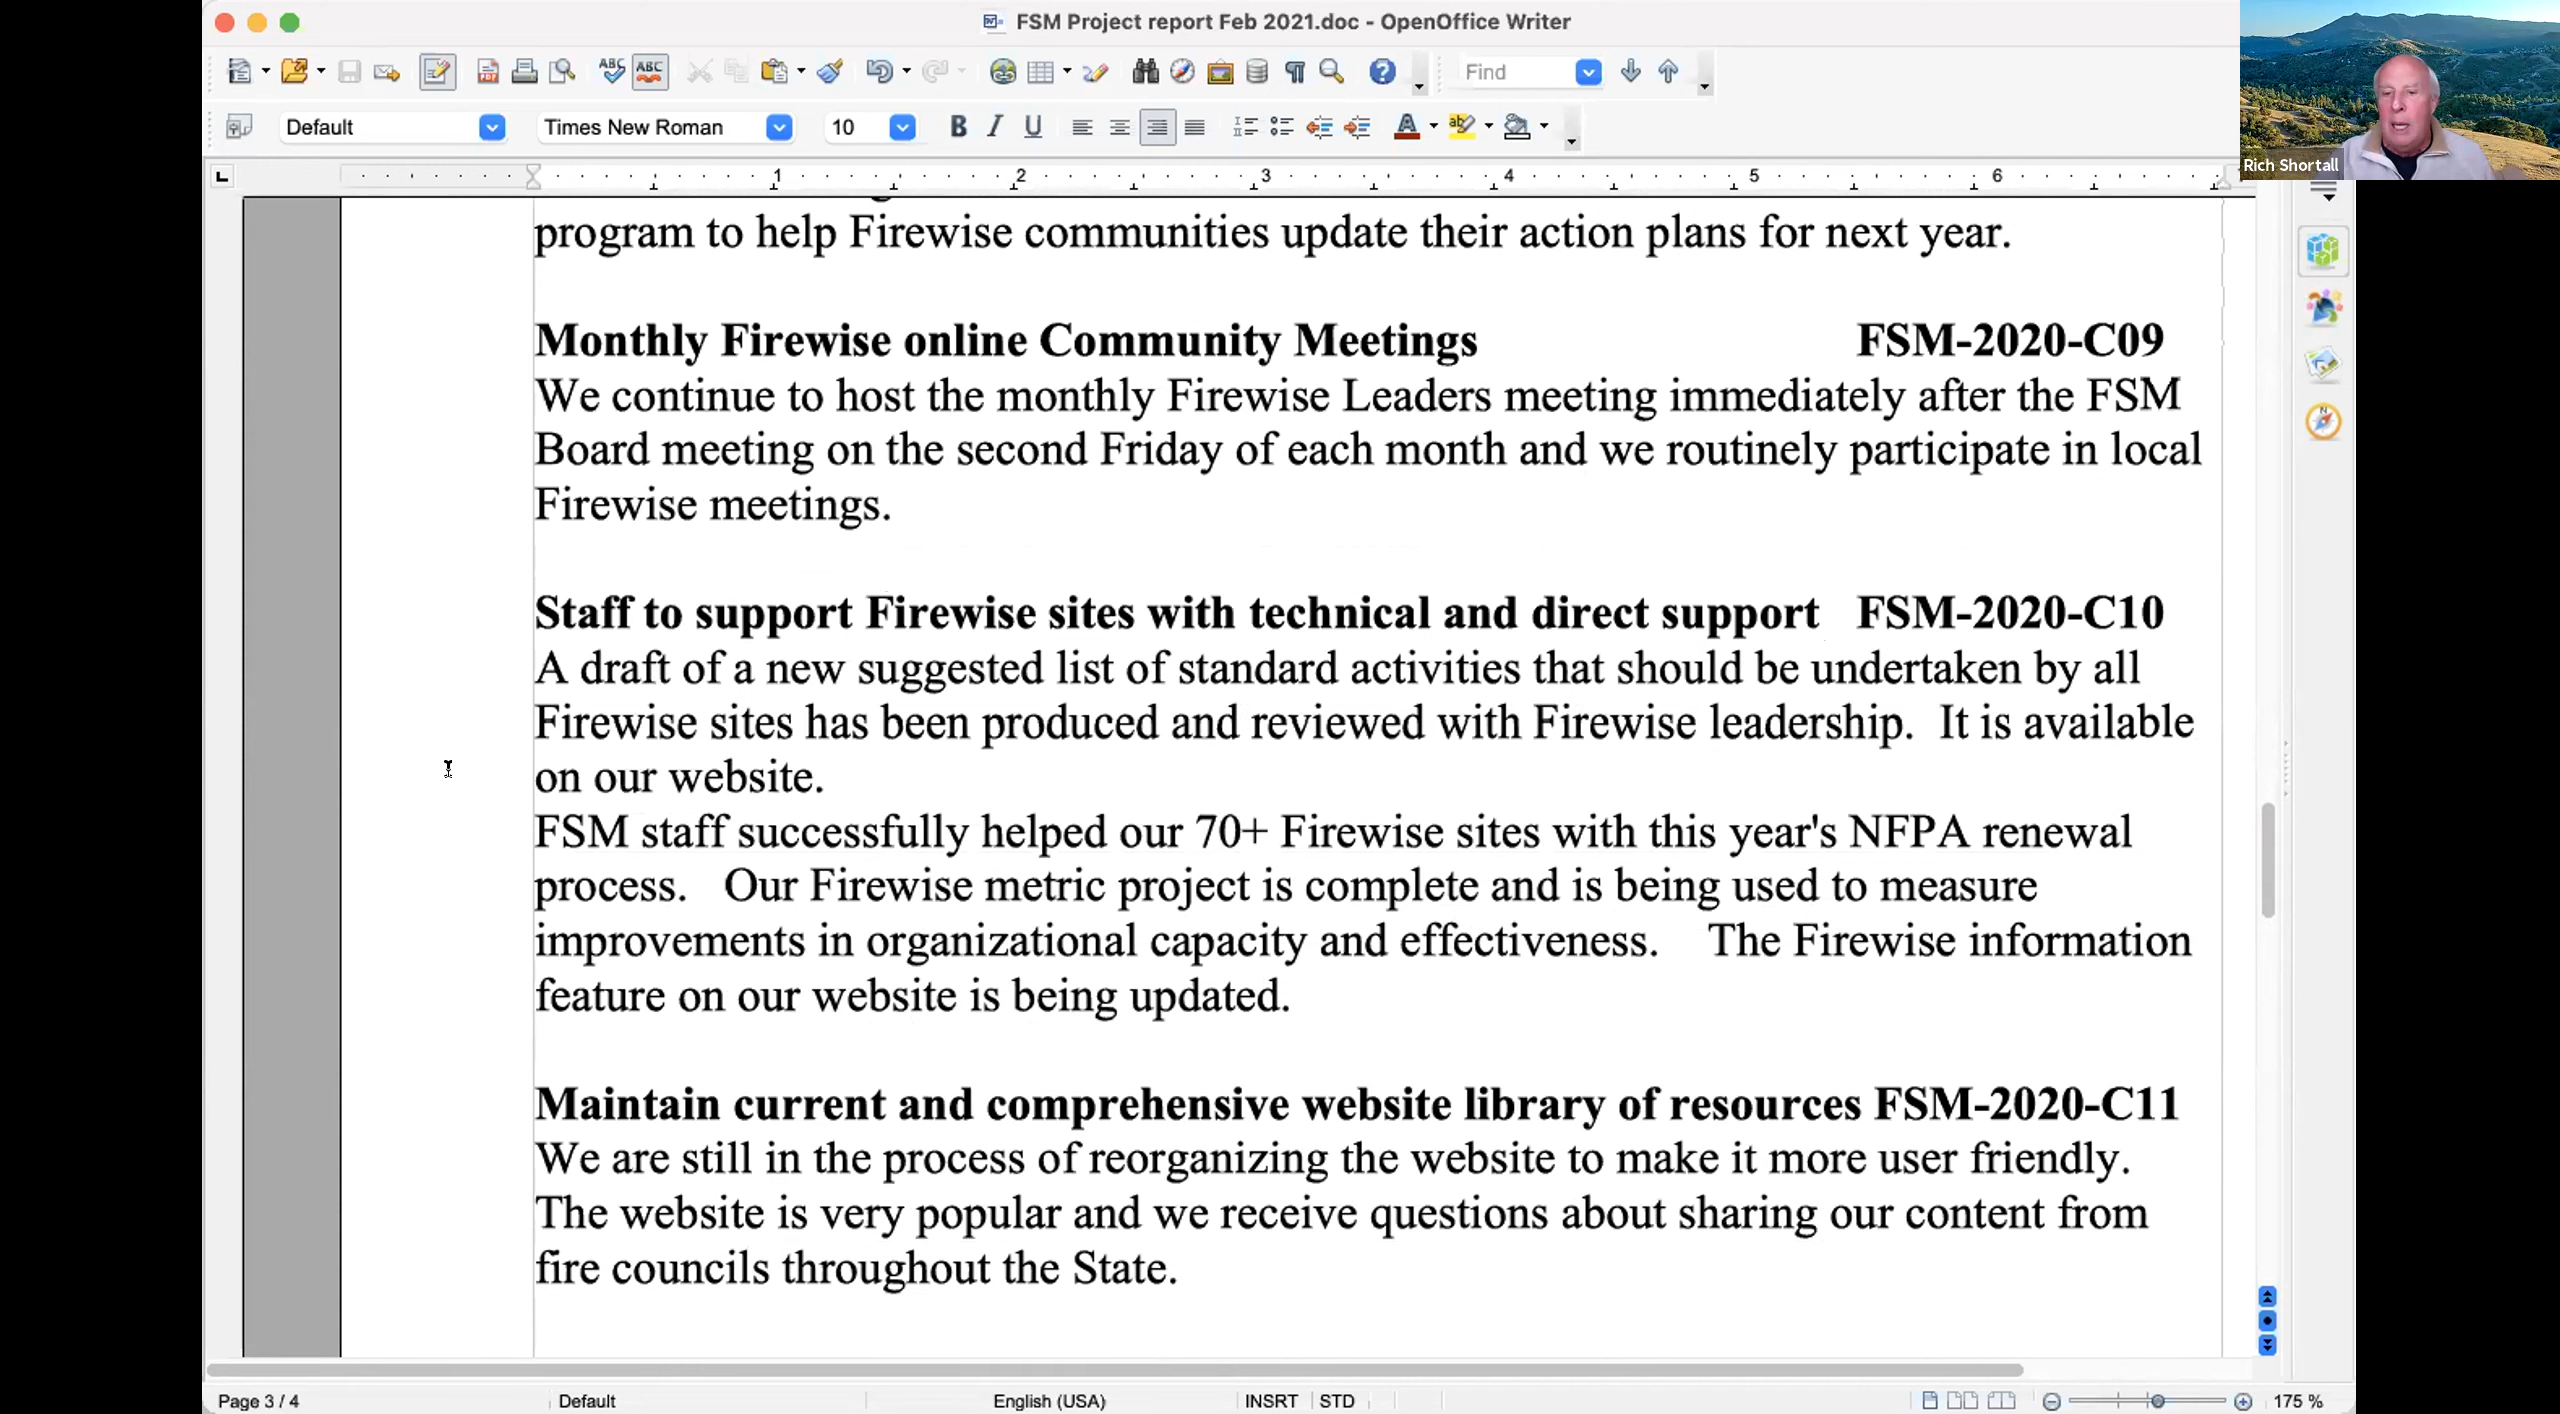 FSM Project report Feb 2021.doc - OpenOffice Writer
ABC ABC Find
Default Times New Roman 10 B I U A ab
Rich Shortall
1 2 3 4 5 6
program to help Firewise communities update their action plans for next year.
Monthly Firewise online Community Meetings FSM-2020-C09
We continue to host the monthly Firewise Leaders meeting immediately after the FSM
Board meeting on the second Friday of each month and we routinely participate in local
Firewise meetings.
Staff to support Firewise sites with technical and direct support FSM-2020-C10
A draft of a new suggested list of standard activities that should be undertaken by all
Firewise sites has been produced and reviewed with Firewise leadership.  It is available
on our website.
FSM staff successfully helped our 70+ Firewise sites with this year's NFPA renewal
process.   Our Firewise metric project is complete and is being used to measure
improvements in organizational capacity and effectiveness.    The Firewise information
feature on our website is being updated.
Maintain current and comprehensive website library of resources FSM-2020-C11
We are still in the process of reorganizing the website to make it more user friendly.
The website is very popular and we receive questions about sharing our content from
fire councils throughout the State.
Page 3 / 4 Default English (USA) INSRT STD 175 %